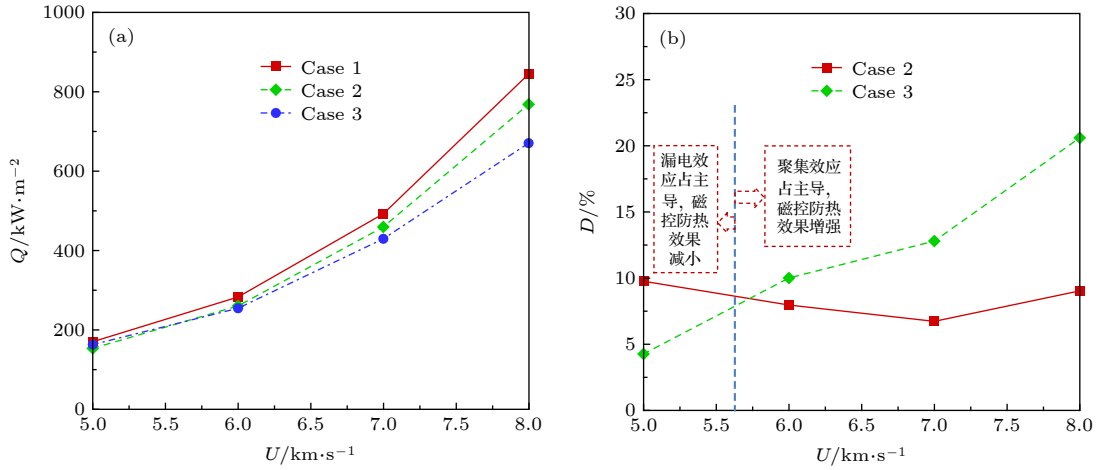 (a)
Case 1
Case 2
Case 3
1000
800
600
400
200
0
Q/kW·m−2
5.0
5.5
6.0
6.5
7.0
7.5
8.0
U/km·s−1
(b)
Case 2
Case 3
漏电效
应占主
导, 磁
控防热
效果
减小
聚集效应
占主导,
磁控防热
效果增强
30
25
20
15
10
5
0
D/%
5.0
5.5
6.0
6.5
7.0
7.5
8.0
U/km·s−1